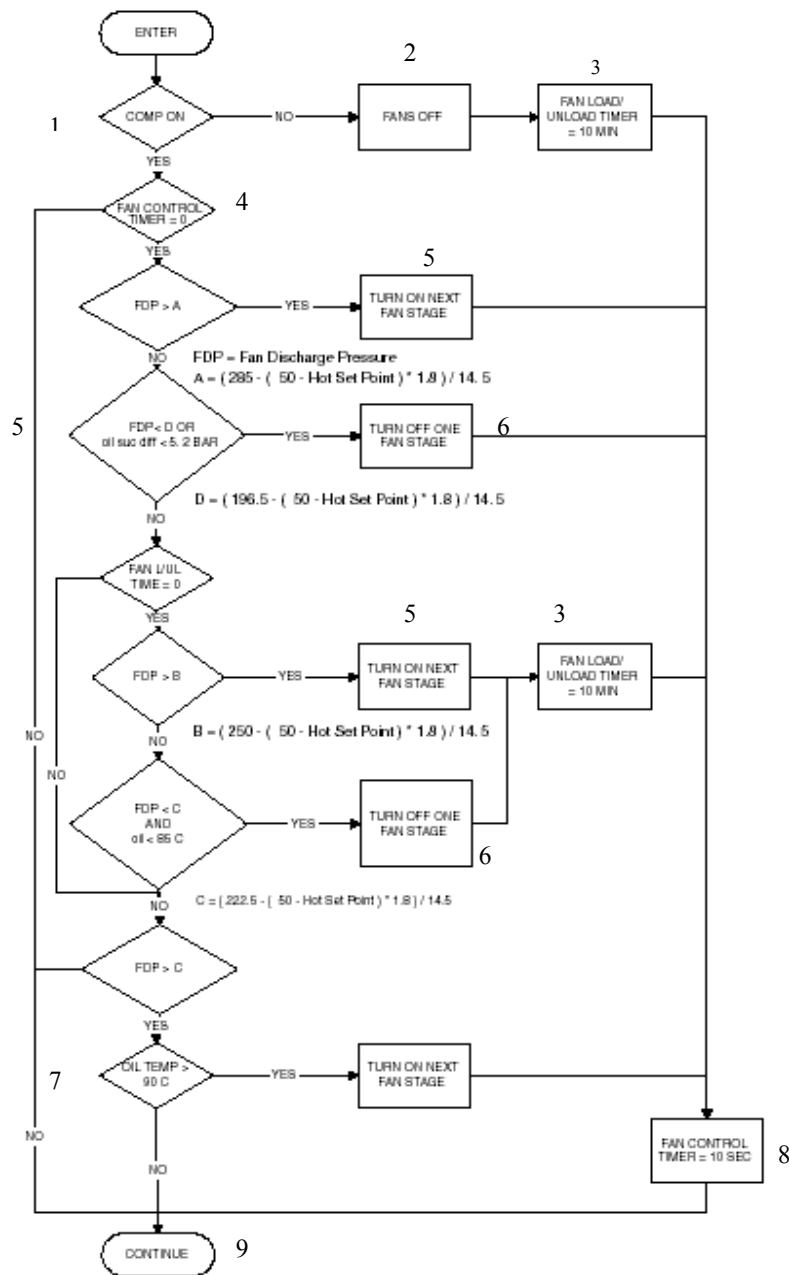 ENTER
2
3
1
COMP ON
NO
FANS OFF
FAN LOAD/
UNLOAD TIMER
= 10 MIN
YES
4
FAN CONTROL
TIMER = 0
YES
5
FDP > A
YES
TURN ON NEXT
FAN STAGE
NO
FDP = Fan Discharge Pressure
A = ( 285 - ( 50 - Hot Set Point ) * 1.8 ) / 14.5
5
FDP < D OR
oil suc diff < 5.2 BAR
YES
TURN OFF ONE
FAN STAGE
6
D = ( 196.5 - ( 50 - Hot Set Point ) * 1.8 ) / 14.5
NO
FAN L/UL
TIME = 0
YES
5
3
FDP > B
YES
TURN ON NEXT
FAN STAGE
FAN LOAD/
UNLOAD TIMER
= 10 MIN
NO
B = ( 250 - ( 50 - Hot Set Point ) * 1.8 ) / 14.5
NO
NO
FDP < C
AND
oil < 85 C
YES
TURN OFF ONE
FAN STAGE
6
NO
C = ( 222.5 - ( 50 - Hot Set Point ) * 1.8 ) / 14.5
FDP > C
YES
7
OIL TEMP >
90 C
YES
TURN ON NEXT
FAN STAGE
NO
NO
FAN CONTROL
TIMER = 10 SEC
8
CONTINUE
9